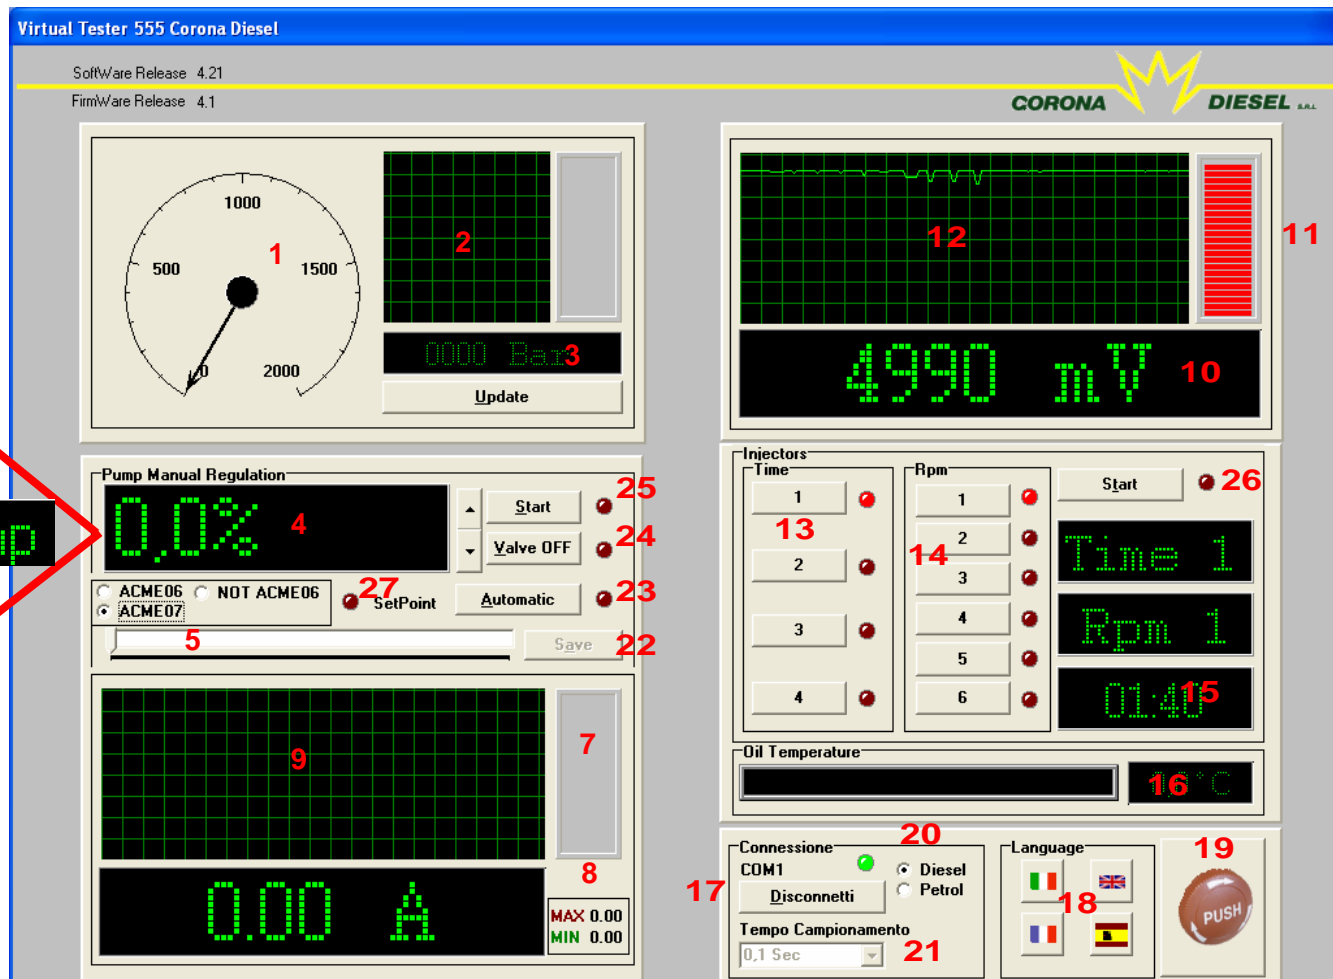 Virtual Tester 555 Corona Diesel
SoftWare Release 4.21
FirmWare Release 4.1
CORONA DIESEL S.R.L.
1000
500
1
1500
0
2000
2
0000 Bar
3
Update
12
11
4990 mV
10
Pump Manual Regulation
0,0%
4
Start
25
Valve OFF
24
ACME06
NOT ACME06
ACME07
27
SetPoint
Automatic
23
5
Save
22
9
7
8
0.00 A
MAX 0.00
MIN 0.00
Injectors
Time
1
13
2
3
4
Rpm
1
2
14
3
4
5
6
Start
26
Time 1
Rpm 1
01:40
15
Oil Temperature
16
°C
Connessione
20
COM1
Diesel
Petrol
17
Disconnetti
Tempo Campionamento
0,1 Sec
21
Language
18
19
PUSH